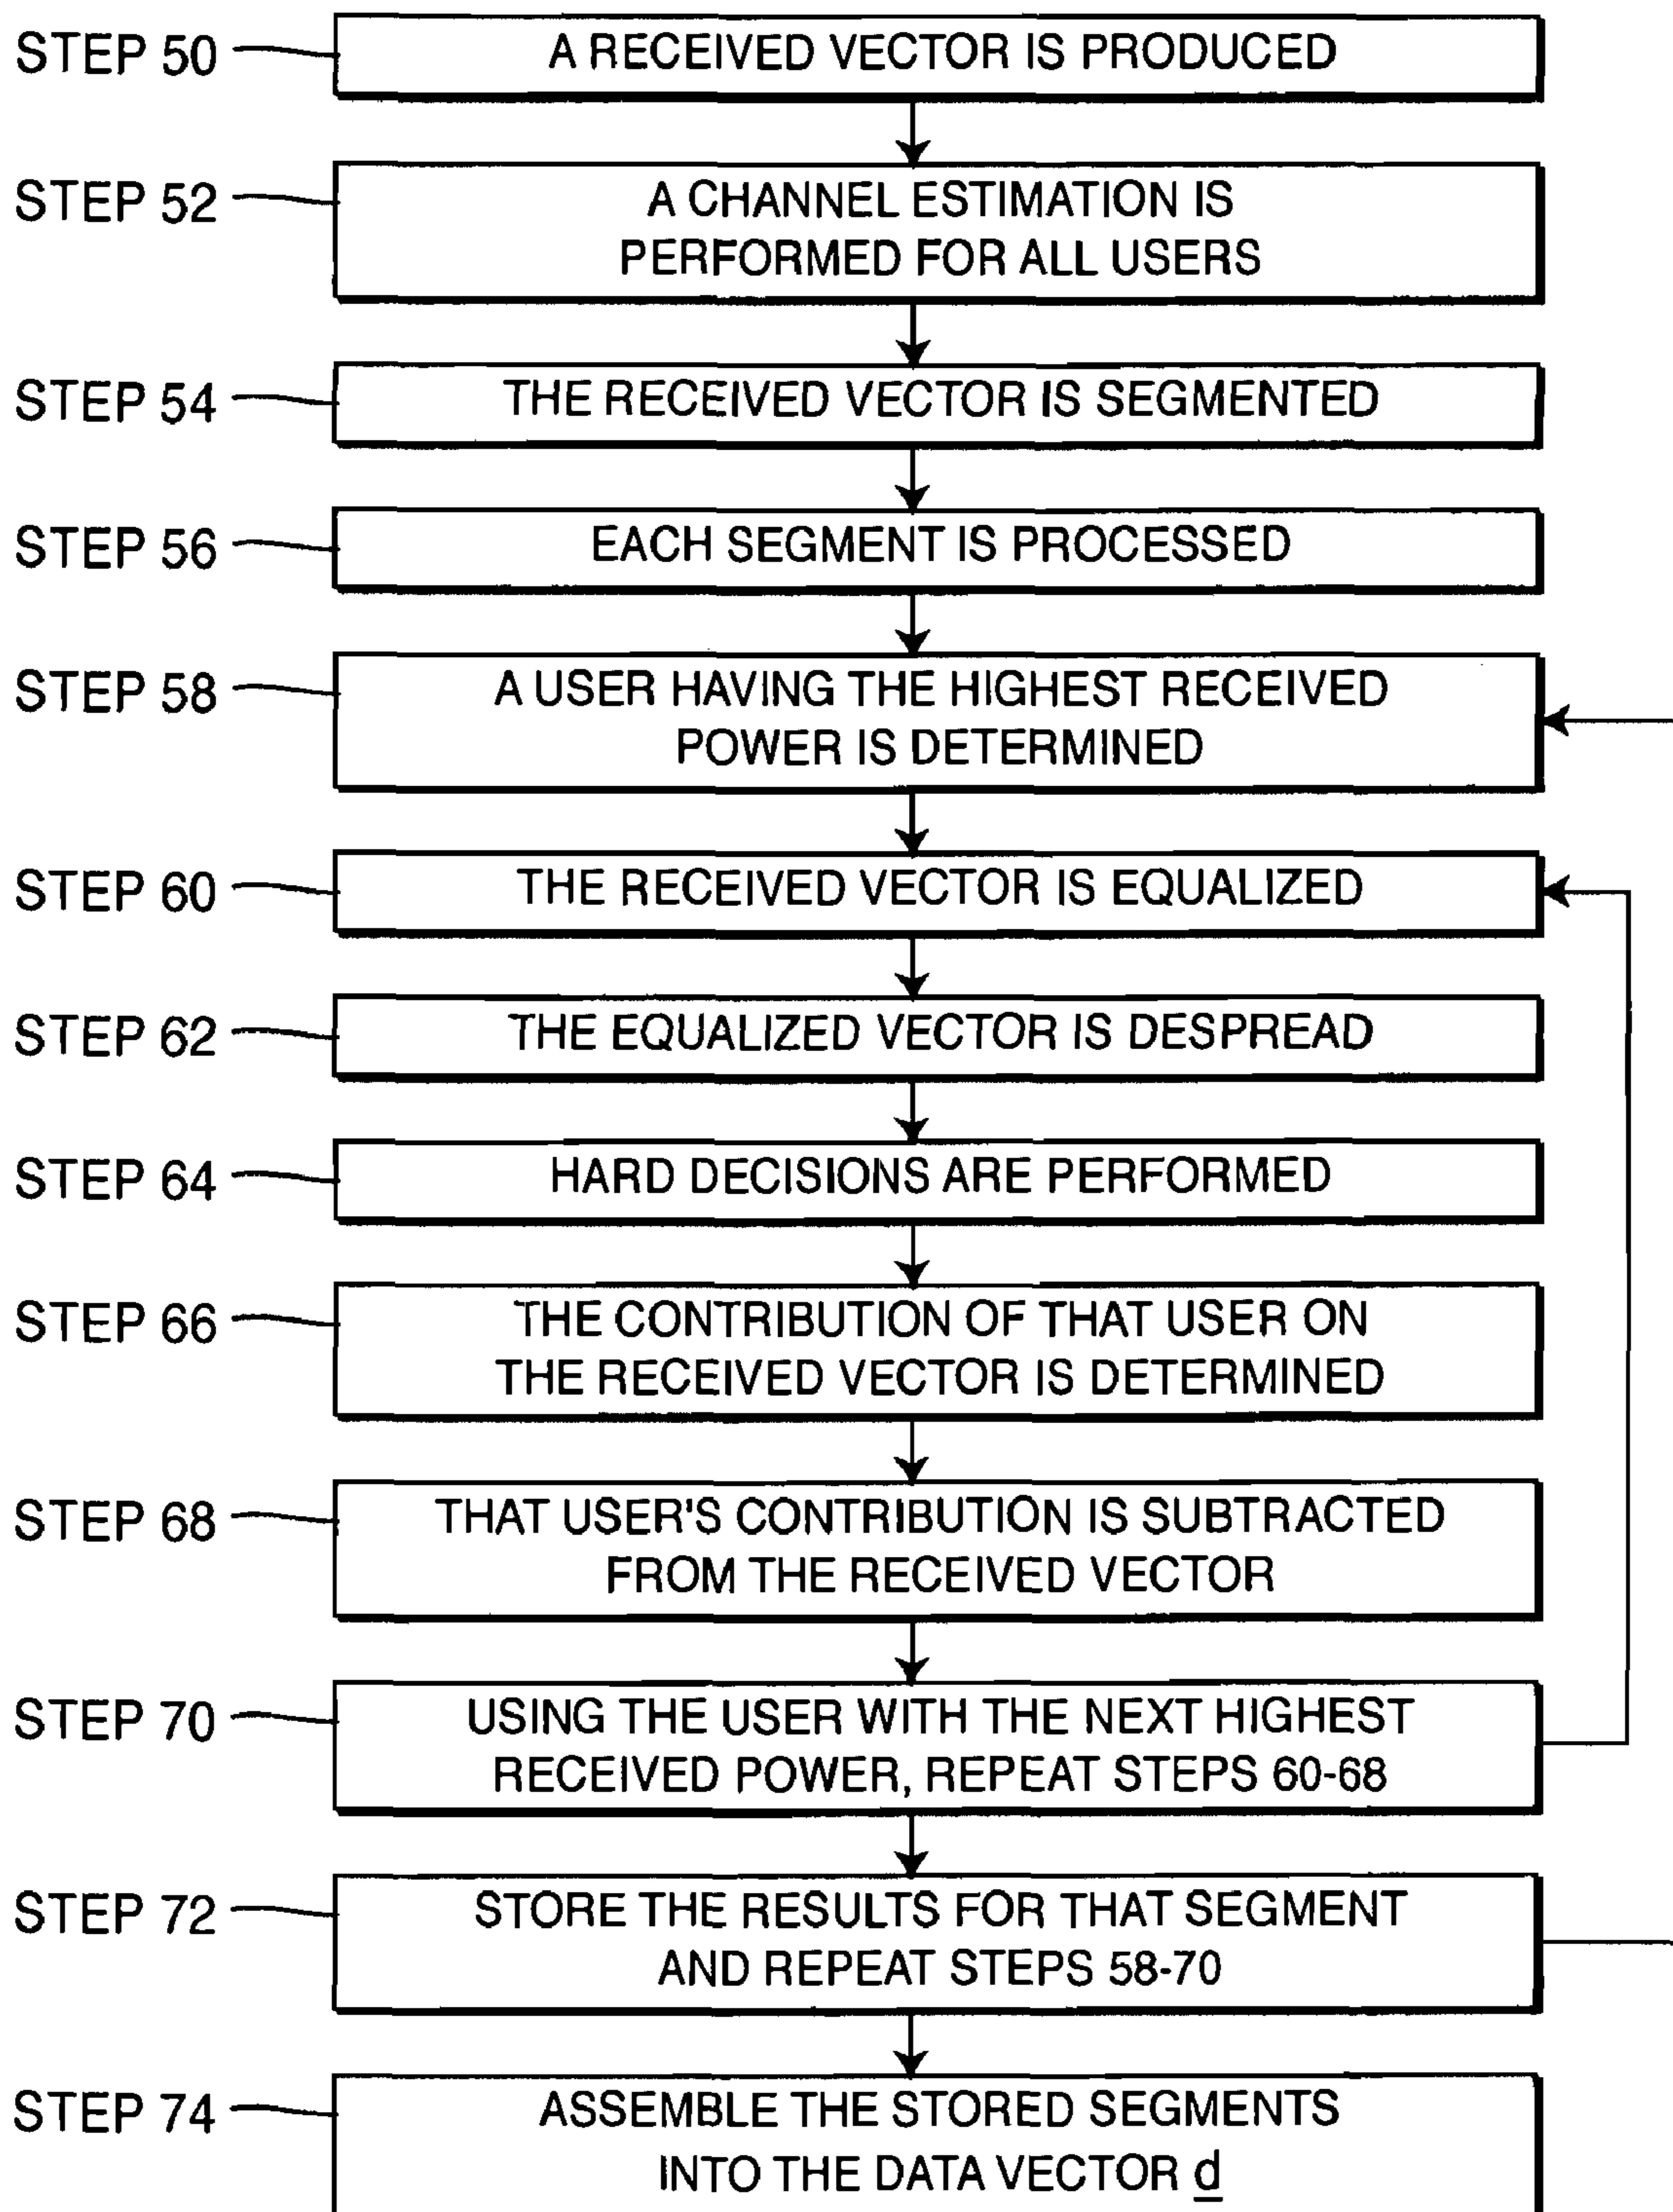 STEP 50
A RECEIVED VECTOR IS PRODUCED
STEP 52
A CHANNEL ESTIMATION IS
PERFORMED FOR ALL USERS
STEP 54
THE RECEIVED VECTOR IS SEGMENTED
STEP 56
EACH SEGMENT IS PROCESSED
STEP 58
A USER HAVING THE HIGHEST RECEIVED
POWER IS DETERMINED
STEP 60
THE RECEIVED VECTOR IS EQUALIZED
STEP 62
THE EQUALIZED VECTOR IS DESPREAD
STEP 64
HARD DECISIONS ARE PERFORMED
STEP 66
THE CONTRIBUTION OF THAT USER ON
THE RECEIVED VECTOR IS DETERMINED
STEP 68
THAT USER'S CONTRIBUTION IS SUBTRACTED
FROM THE RECEIVED VECTOR
STEP 70
USING THE USER WITH THE NEXT HIGHEST
RECEIVED POWER, REPEAT STEPS 60-68
STEP 72
STORE THE RESULTS FOR THAT SEGMENT
AND REPEAT STEPS 58-70
STEP 74
ASSEMBLE THE STORED SEGMENTS
INTO THE DATA VECTOR d